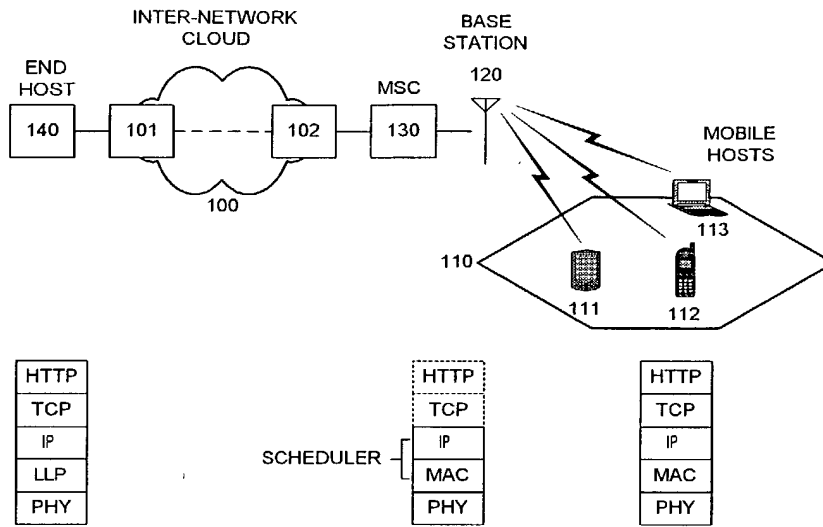 INTER-NETWORK
CLOUD
BASE
STATION
120
END
HOST
MSC
140
101
102
130
MOBILE
HOSTS
100
113
110
111
112
HTTP
TCP
IP
LLP
PHY
SCHEDULER
HTTP
TCP
IP
MAC
PHY
HTTP
TCP
IP
MAC
PHY